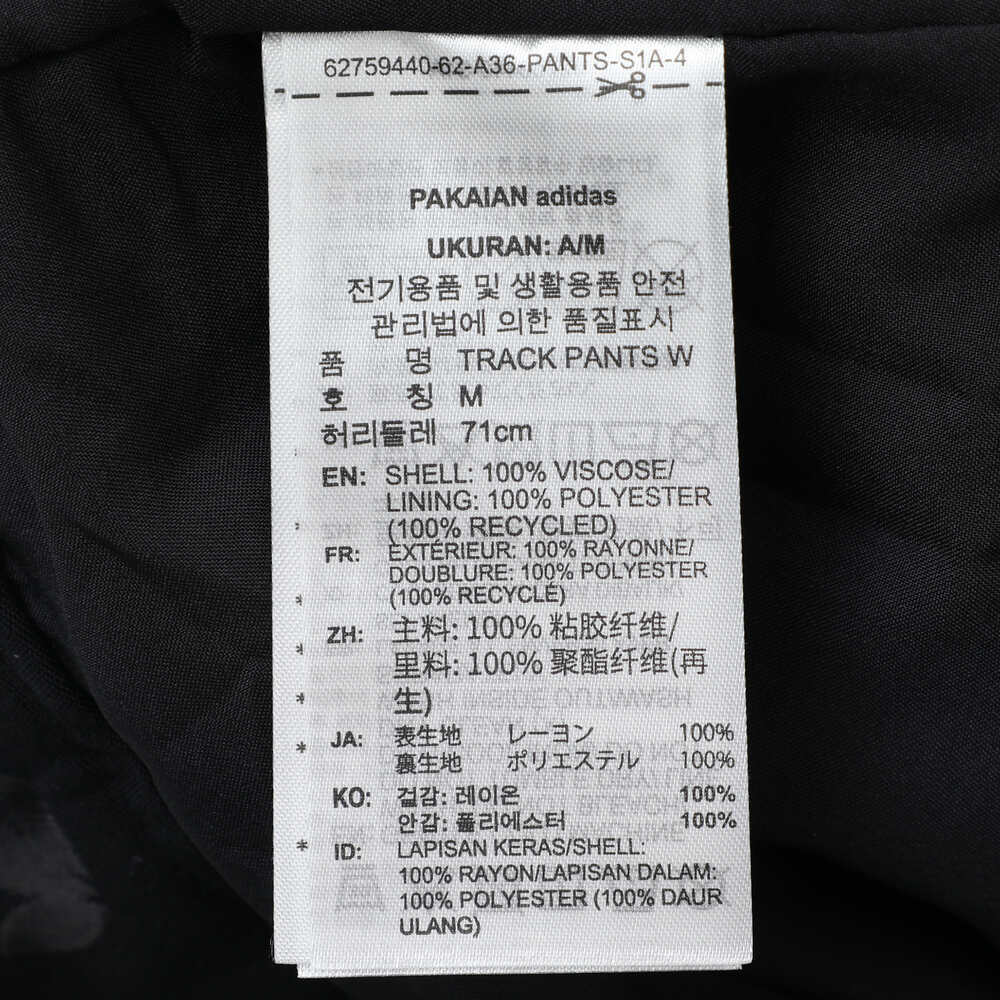 62759440-62-A36-PANTS-S1A-4
PAKAIAN adidas
UKURAN: A/M
전기용품 및 생활용품 안전
관리법에 의한 품질표시
품 명 TRACK PANTS W
호 칭 M
허리둘레 71cm
EN: SHELL: 100% VISCOSE/
LINING: 100% POLYESTER
(100% RECYCLED)
FR: EXTÉRIEUR: 100% RAYONNE/
DOUBLURE: 100% POLYESTER
(100% RECYCLÉ)
ZH: 主料: 100% 粘胶纤维/
里料: 100% 聚酯纤维(再
生)
JA: 表生地 レーヨン 100%
裏生地 ポリエステル 100%
KO: 겉감: 레이온 100%
안감: 폴리에스터 100%
ID: LAPISAN KERAS/SHELL:
100% RAYON/LAPISAN DALAM:
100% POLYESTER (100% DAUR
ULANG)